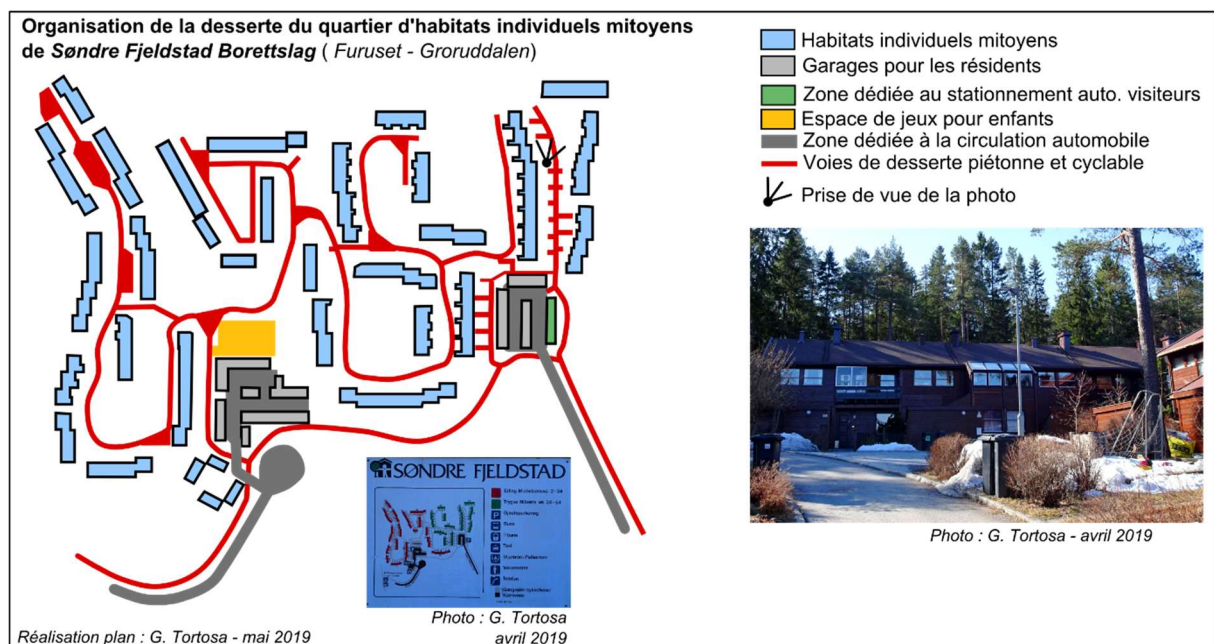 Organisation de la desserte du quartier d'habitats individuels mitoyens
de Søndre Fjeldstad Borettslag ( Furuset - Groruddalen)
Habitats individuels mitoyens
Garages pour les résidents
Zone dédiée au stationnement auto. visiteurs
Espace de jeux pour enfants
Zone dédiée à la circulation automobile
Voies de desserte piétonne et cyclable
Prise de vue de la photo
SØNDRE FJELDSTAD
Photo : G. Tortosa - avril 2019
Photo : G. Tortosa
avril 2019
Réalisation plan : G. Tortosa - mai 2019